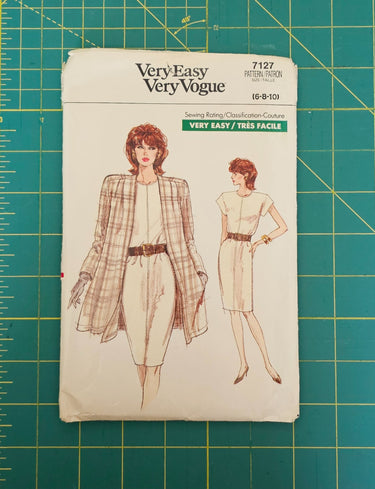 Very Easy
Very Vogue
7127
PATTERN/PATRON
SIZE/TAILLE
(6-8-10)
Sewing Rating/Classification-Couture
VERY EASY/TRÈS FACILE